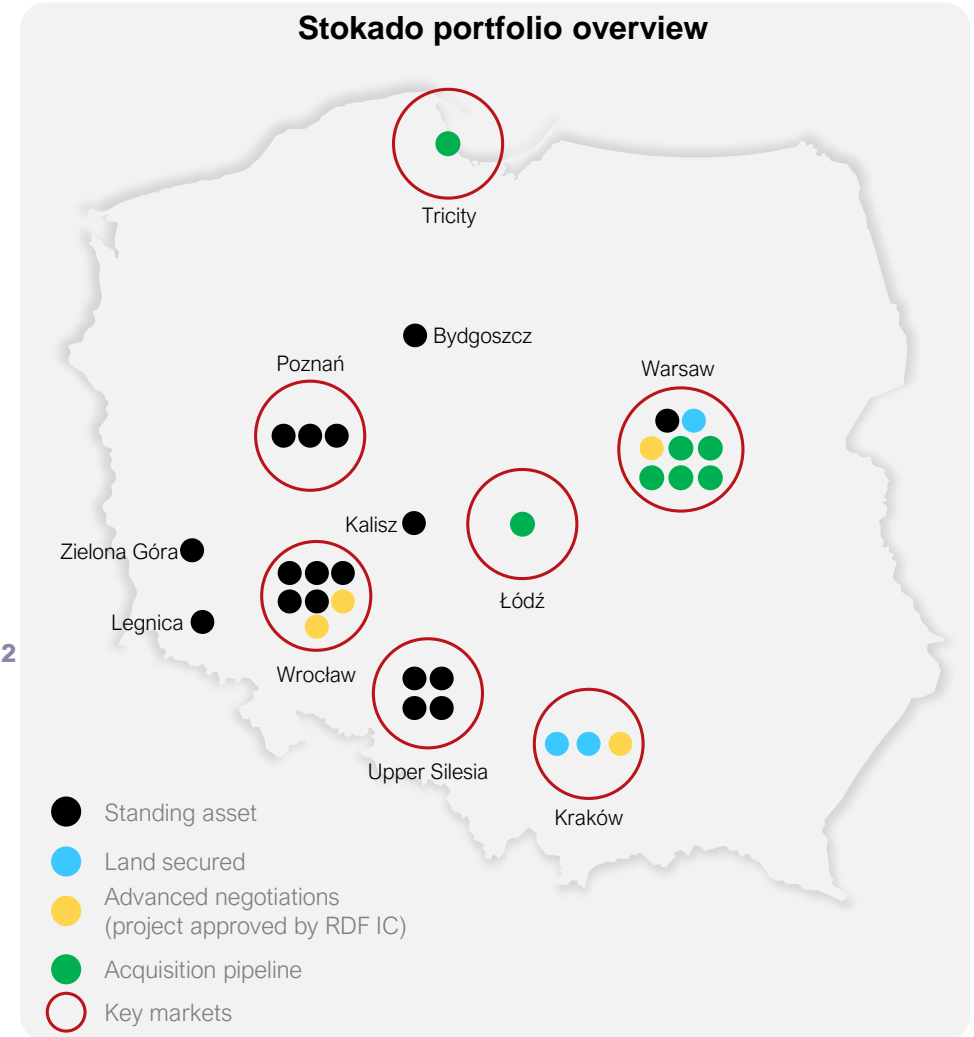 Stokado portfolio overview
Tricity
Bydgoszcz
Poznań
Warsaw
Kalisz
Zielona Góra
Łódź
Legnica
2
Wrocław
Upper Silesia
Kraków
Standing asset
Land secured
Advanced negotiations
(project approved by RDF IC)
Acquisition pipeline
Key markets